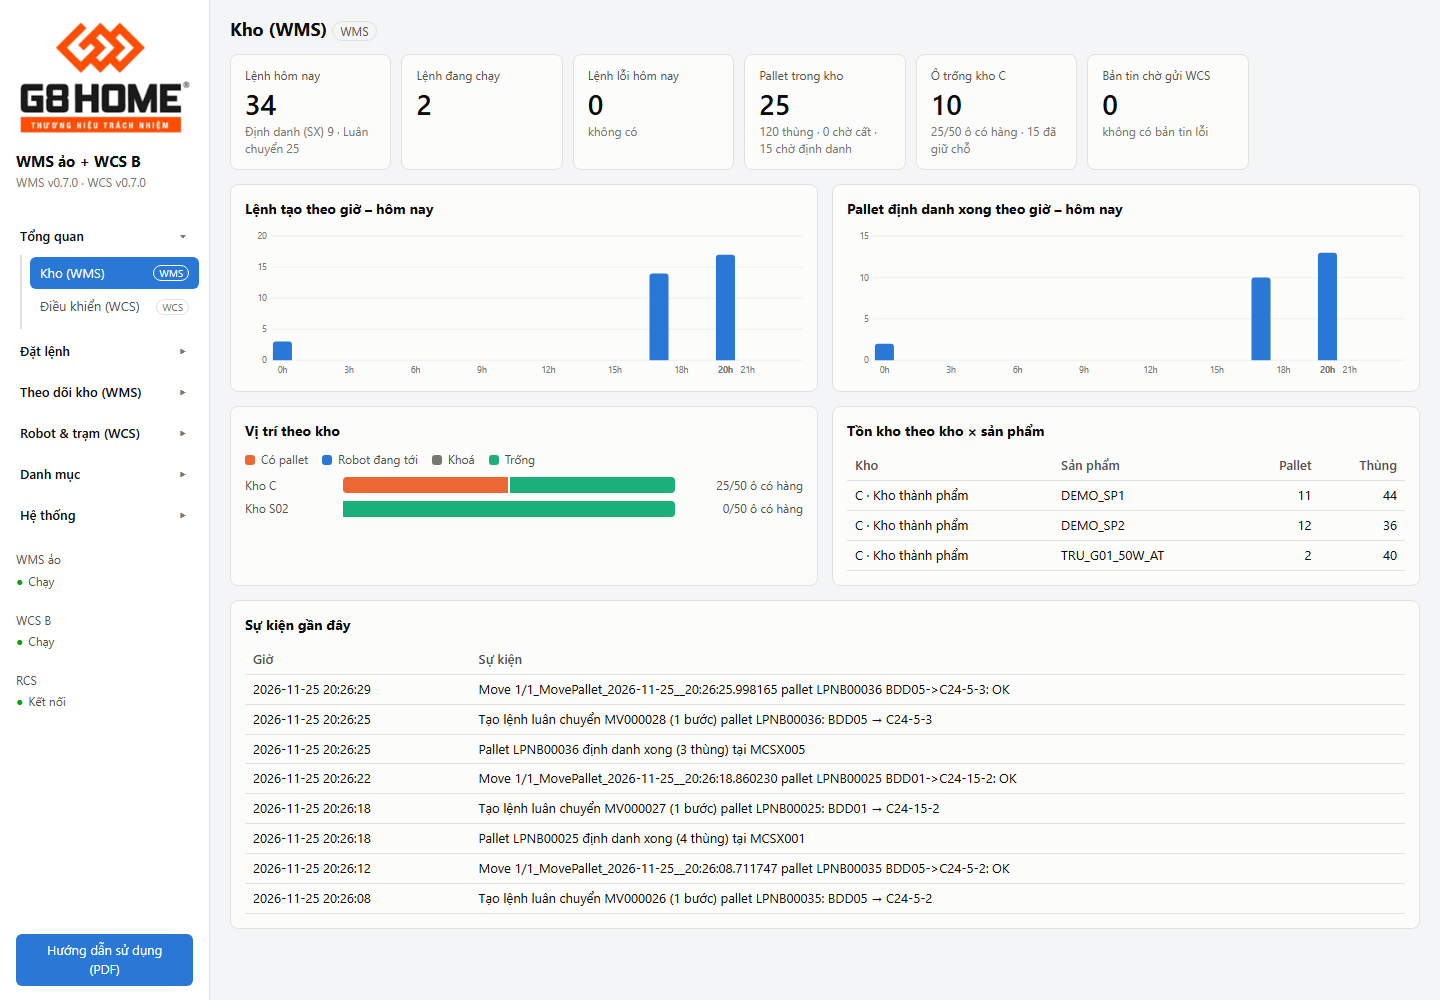 G8 HOME®
THƯƠNG HIỆU TRÁCH NHIỆM
WMS ảo + WCS B
WMS v0.7.0 · WCS v0.7.0
Tổng quan
Kho (WMS) WMS
Điều khiển (WCS) WCS
Đặt lệnh
Theo dõi kho (WMS)
Robot & trạm (WCS)
Danh mục
Hệ thống
WMS ảo
Chạy
WCS B
Chạy
RCS
Kết nối
Hướng dẫn sử dụng
(PDF)
Kho (WMS) WMS
Lệnh hôm nay
34
Định danh (SX) 9 · Luân
chuyển 25
Lệnh đang chạy
2
Lệnh lỗi hôm nay
0
không có
Pallet trong kho
25
120 thùng · 0 chờ cất ·
15 chờ định danh
Ô trống kho C
10
25/50 ô có hàng · 15 đã
giữ chỗ
Bản tin chờ gửi WCS
0
không có bản tin lỗi
Lệnh tạo theo giờ – hôm nay
20
15
10
5
0
0h 3h 6h 9h 12h 15h 18h 20h 21h
Pallet định danh xong theo giờ – hôm nay
15
10
5
0
0h 3h 6h 9h 12h 15h 18h 20h 21h
Vị trí theo kho
Có pallet Robot đang tới Khoá Trống
Kho C 25/50 ô có hàng
Kho S02 0/50 ô có hàng
Tồn kho theo kho × sản phẩm
Kho Sản phẩm Pallet Thùng
C · Kho thành phẩm DEMO_SP1 11 44
C · Kho thành phẩm DEMO_SP2 12 36
C · Kho thành phẩm TRU_G01_50W_AT 2 40
Sự kiện gần đây
Giờ Sự kiện
2026-11-25 20:26:29 Move 1/1_MovePallet_2026-11-25__20:26:25.998165 pallet LPNB00036 BDD05->C24-5-3: OK
2026-11-25 20:26:25 Tạo lệnh luân chuyển MV000028 (1 bước) pallet LPNB00036: BDD05 → C24-5-3
2026-11-25 20:26:25 Pallet LPNB00036 định danh xong (3 thùng) tại MCSX005
2026-11-25 20:26:22 Move 1/1_MovePallet_2026-11-25__20:26:18.860230 pallet LPNB00025 BDD01->C24-15-2: OK
2026-11-25 20:26:18 Tạo lệnh luân chuyển MV000027 (1 bước) pallet LPNB00025: BDD01 → C24-15-2
2026-11-25 20:26:18 Pallet LPNB00025 định danh xong (4 thùng) tại MCSX001
2026-11-25 20:26:12 Move 1/1_MovePallet_2026-11-25__20:26:08.711747 pallet LPNB00035 BDD05->C24-5-2: OK
2026-11-25 20:26:08 Tạo lệnh luân chuyển MV000026 (1 bước) pallet LPNB00035: BDD05 → C24-5-2